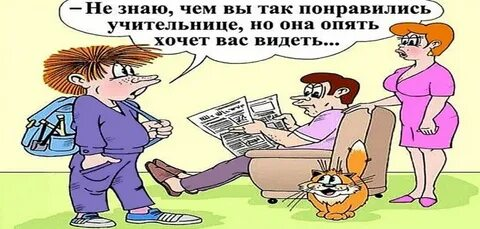 – Не знаю, чем вы так понравились
учительнице, но она опять
хочет вас видеть...